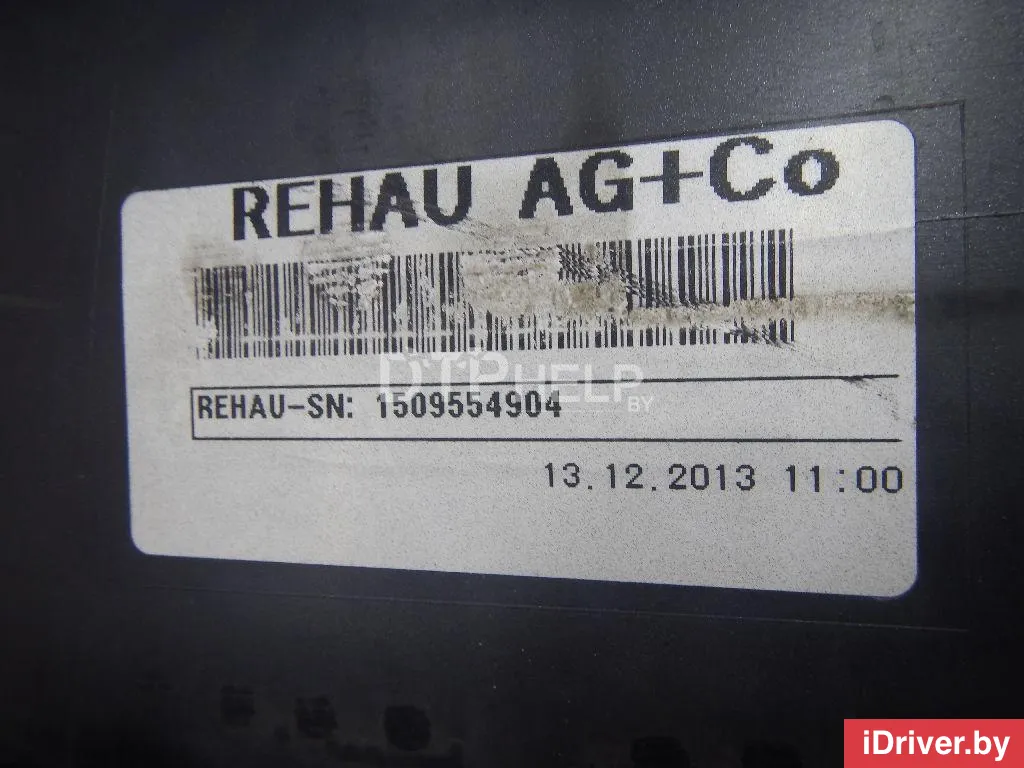 REHAU AG+Co
DTPHELP
BY
REHAU-SN: 1509554904
13.12.2013 11:00
iDriver.by